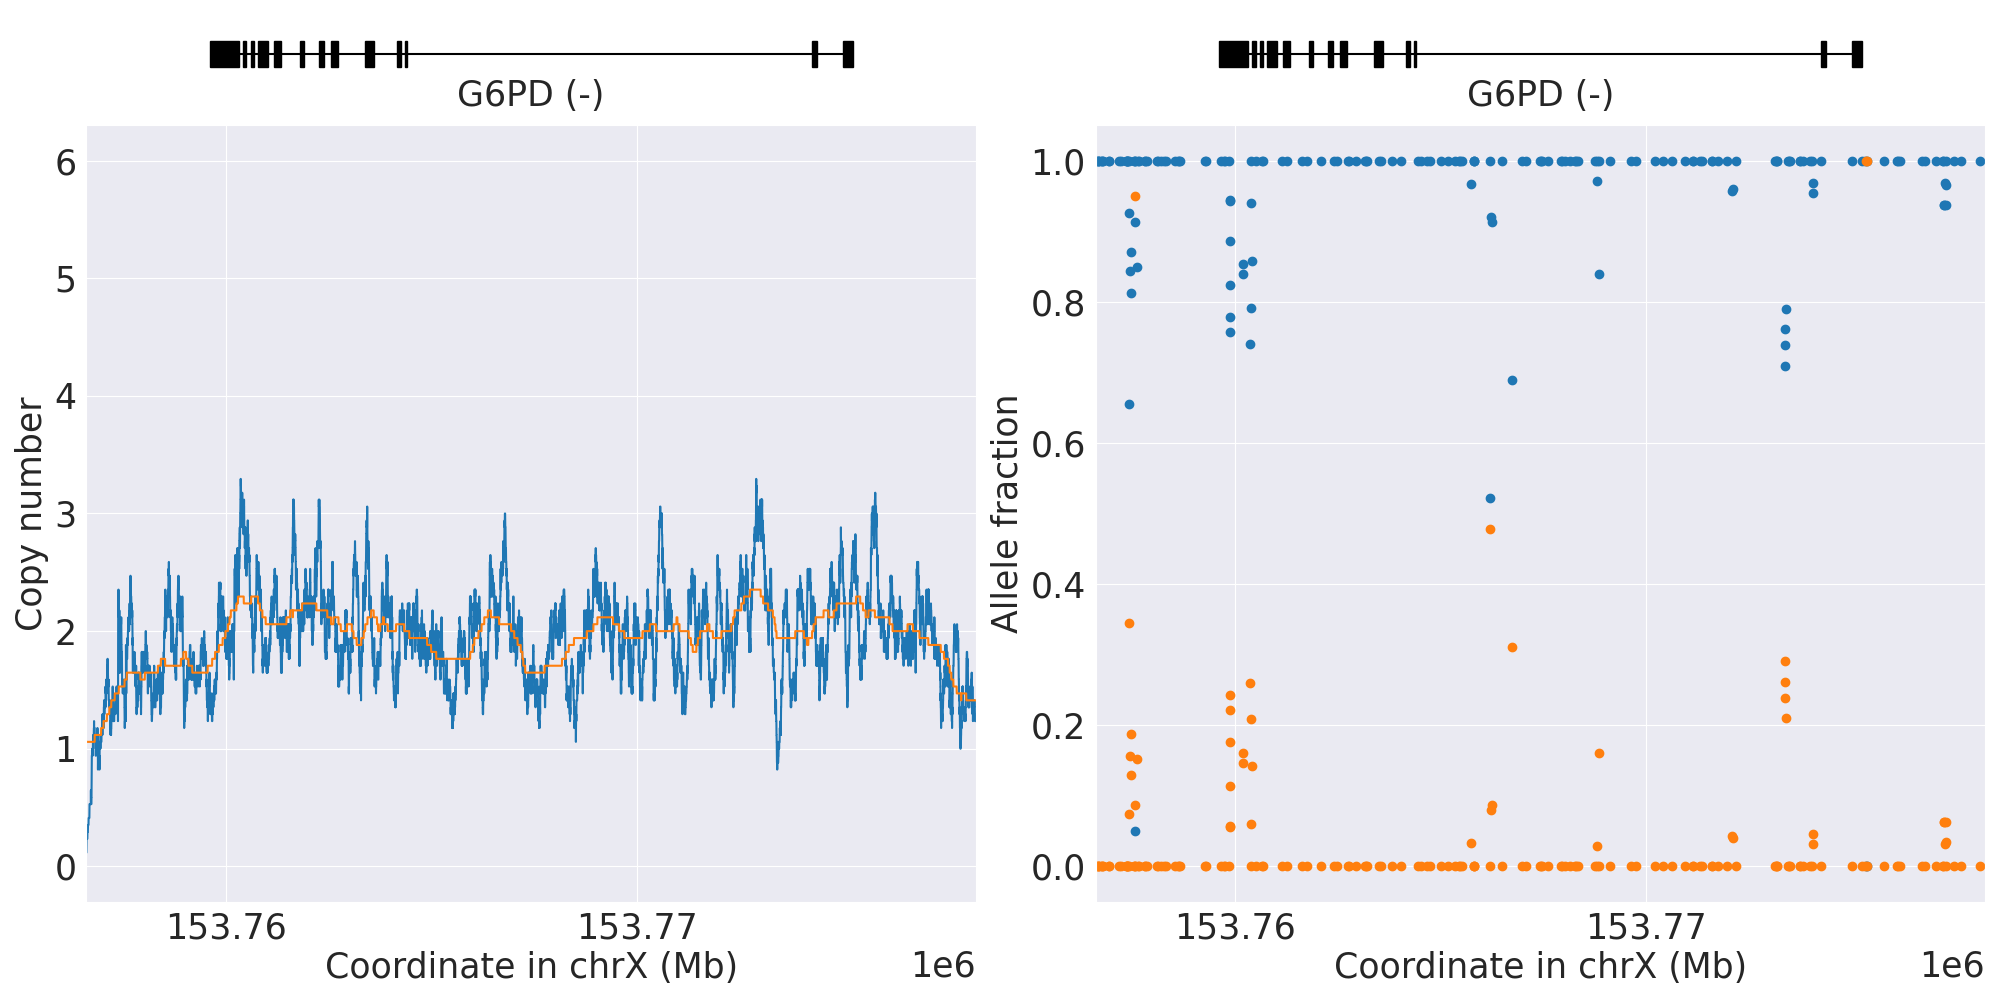 G6PD (-)
6
5
4
3
2
1
0
Copy number
153.76
153.77
Coordinate in chrX (Mb)
1e6
G6PD (-)
1.0
0.8
0.6
0.4
0.2
0.0
Allele fraction
153.76
153.77
Coordinate in chrX (Mb)
1e6